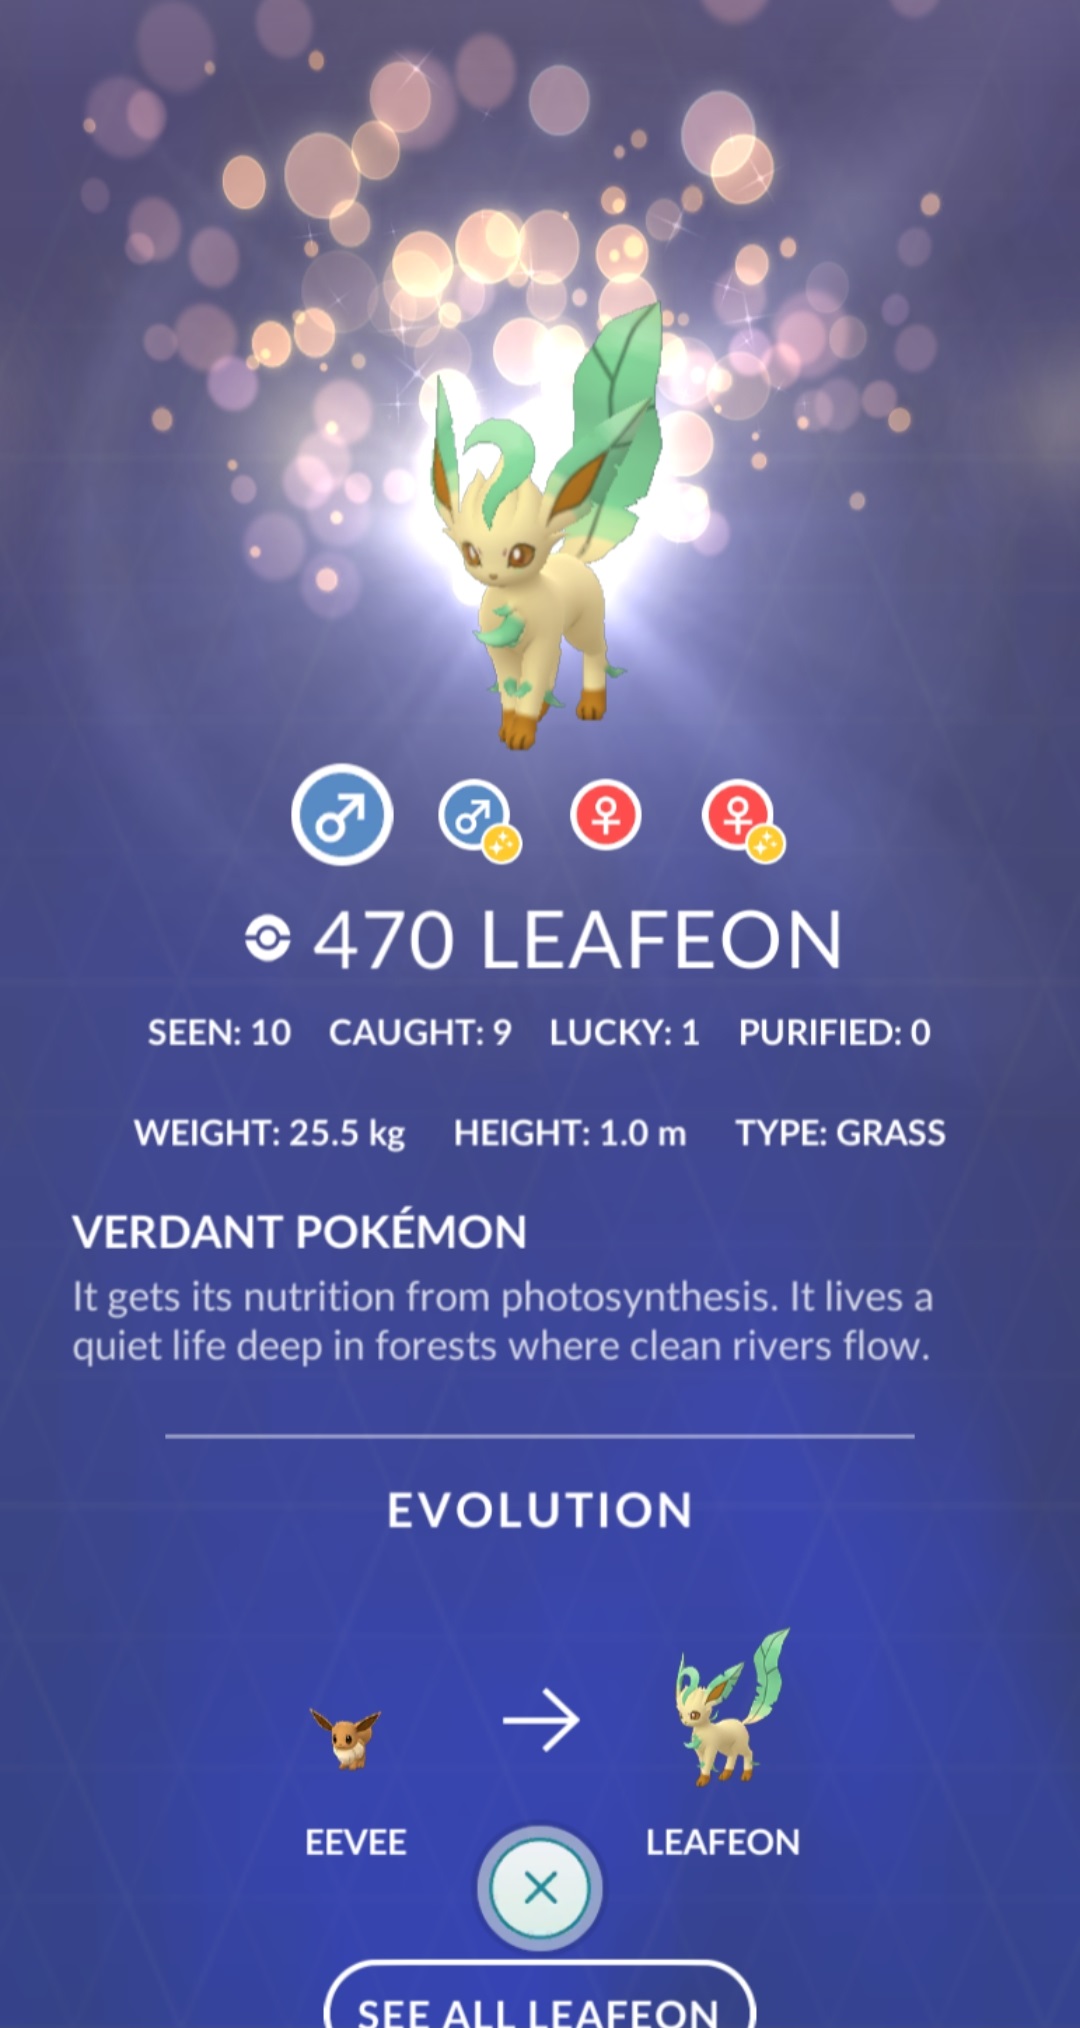 470 LEAFEON
SEEN: 10 CAUGHT: 9 LUCKY: 1 PURIFIED: 0
WEIGHT: 25.5 kg HEIGHT: 1.0 m TYPE: GRASS
VERDANT POKÉMON
It gets its nutrition from photosynthesis. It lives a
quiet life deep in forests where clean rivers flow.
EVOLUTION
EEVEE LEAFEON
SEE ALL LEAFEON